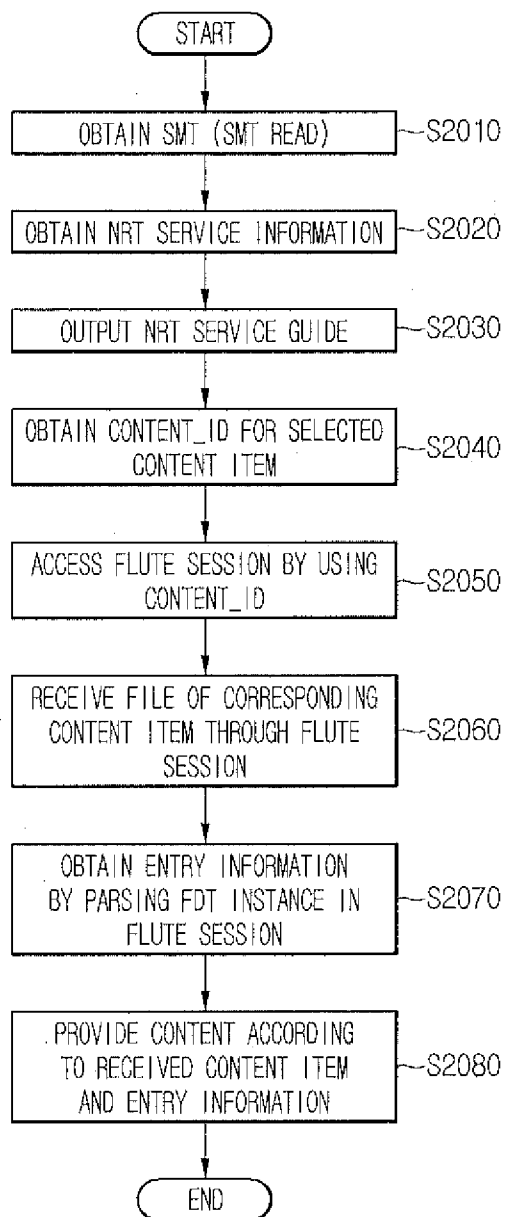 START
OBTAIN SMT (SMT READ)
S2010
OBTAIN NRT SERVICE INFORMATION
S2020
OUTPUT NRT SERVICE GUIDE
S2030
OBTAIN CONTENT_ID FOR SELECTED
CONTENT ITEM
S2040
ACCESS FLUTE SESSION BY USING
CONTENT_ID
S2050
RECEIVE FILE OF CORRESPONDING
CONTENT ITEM THROUGH FLUTE
SESSION
S2060
OBTAIN ENTRY INFORMATION
BY PARSING FDT INSTANCE IN
FLUTE SESSION
S2070
PROVIDE CONTENT ACCORDING
TO RECEIVED CONTENT ITEM
AND ENTRY INFORMATION
S2080
END